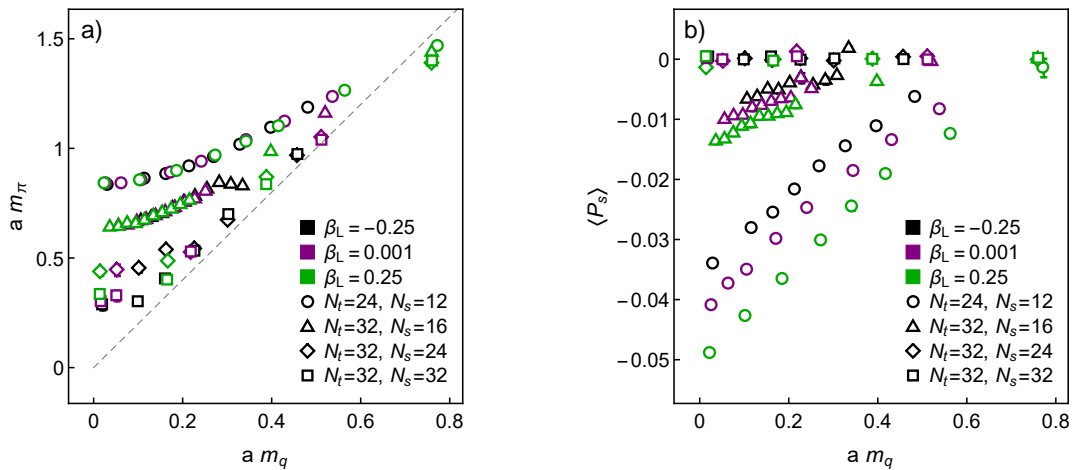 a)
1.5
1
0.5
0
a m_π
β_L = −0.25
β_L = 0.001
β_L = 0.25
N_t=24, N_s=12
N_t=32, N_s=16
N_t=32, N_s=24
N_t=32, N_s=32
0 0.2 0.4 0.6 0.8
a m_q
b)
0
−0.01
−0.02
−0.03
−0.04
−0.05
⟨P_s⟩
β_L = −0.25
β_L = 0.001
β_L = 0.25
N_t=24, N_s=12
N_t=32, N_s=16
N_t=32, N_s=24
N_t=32, N_s=32
0 0.2 0.4 0.6 0.8
a m_q